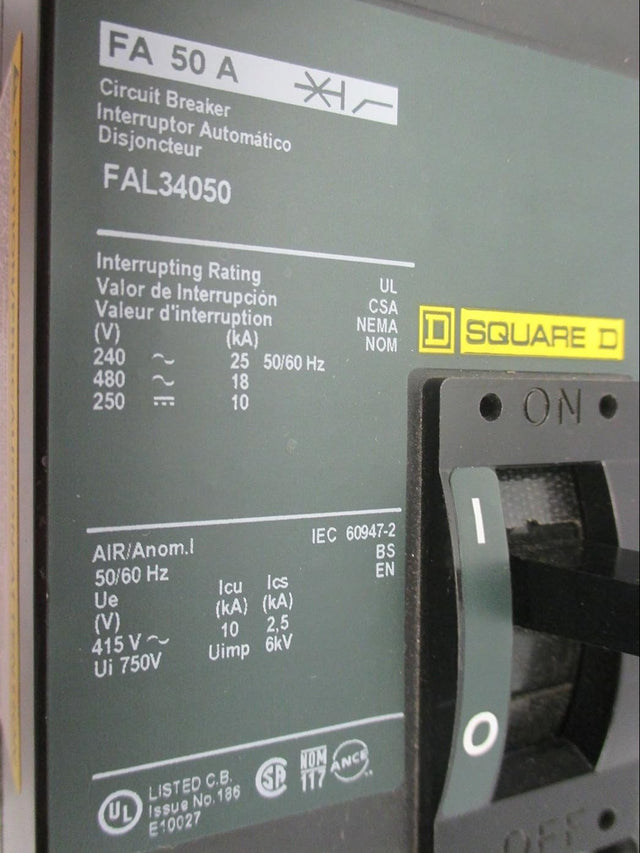 FA 50 A
Circuit Breaker
Interruptor Automático
Disjoncteur
FAL34050
Interrupting Rating
Valor de Interrupción
Valeur d'interruption
UL
CSA
NEMA
NOM
(V) (kA)
240 ~ 25 50/60 Hz
480 ~ 18
250 ⎓ 10
D SQUARE D
ON
I
O
OFF
AIR/Anom.I
IEC 60947-2
BS
EN
50/60 Hz
Ue Icu Ics
(V) (kA) (kA)
415 V ~ 10 2,5
Ui 750V Uimp 6kV
UL
LISTED C.B.
Issue No.186
E10027
SA
NOM
117
ANCE